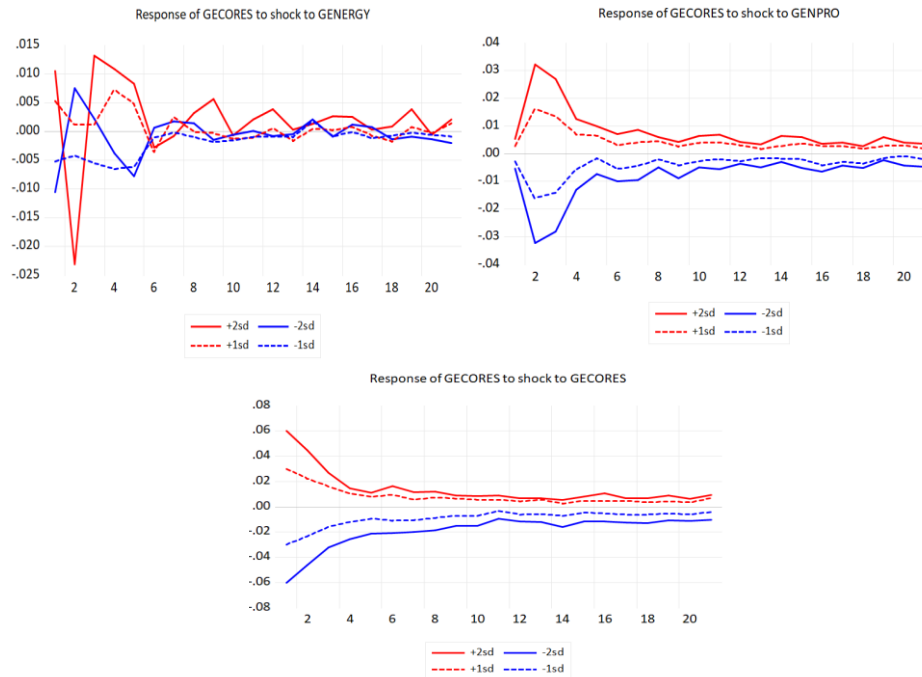 Response of GECORES to shock to GENERGY
.015
.010
.005
.000
-.005
-.010
-.015
-.020
-.025
2 4 6 8 10 12 14 16 18 20
+2sd -2sd
+1sd -1sd
Response of GECORES to shock to GENPRO
.04
.03
.02
.01
.00
-.01
-.02
-.03
-.04
2 4 6 8 10 12 14 16 18 20
+2sd -2sd
+1sd -1sd
Response of GECORES to shock to GECORES
.08
.06
.04
.02
.00
-.02
-.04
-.06
-.08
2 4 6 8 10 12 14 16 18 20
+2sd -2sd
+1sd -1sd